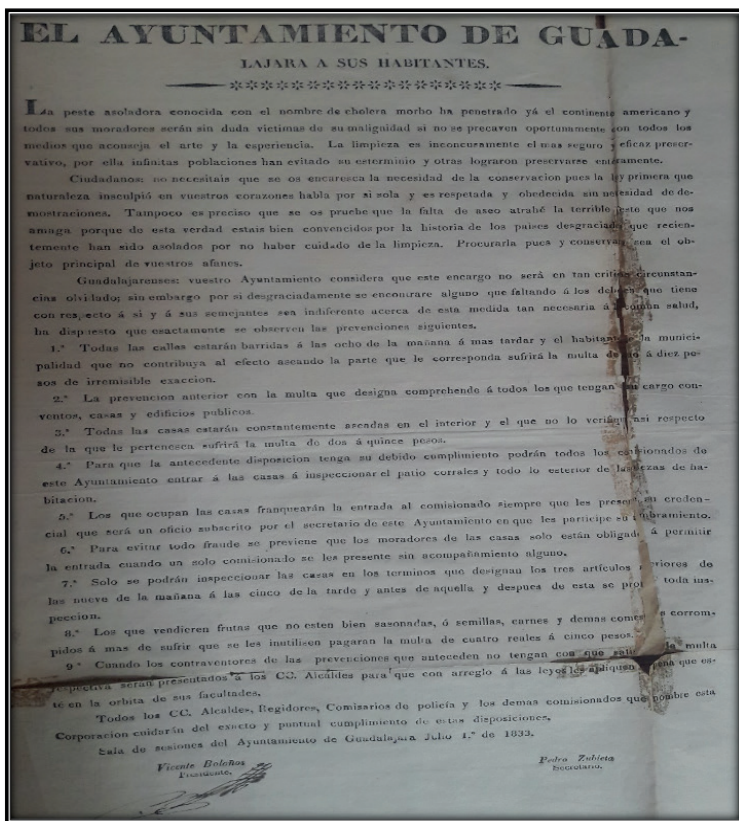 EL AYUNTAMIENTO DE GUADA-
LAJARA A SUS HABITANTES.
La peste asoladora conocida con el nombre de cholera morbo ha penetrado yá el continente americano y
todos sus moradores serán sin duda victimas de su malignidad si no se precaven oportunamente con todos los
medios que aconseja el arte y la esperiencia. La limpieza es inconcusamente el mas seguro y eficaz preser-
vativo, por ella infinitas poblaciones han evitado su esterminio y otras lograron preservarse enteramente.
Ciudadanos: no necesitais que se os encaresca la necesidad de la conservacion pues la ley primera que
naturaleza insculpió en vuestros corazones habla por si sola y es respetada y obedecida sin necesidad de de-
mostraciones. Tampoco es preciso que se os pruebe que la falta de aseo atrahé la terrible peste que nos
amaga porque de esta verdad estais bien convencidos por la historia de los paises desgraciados que recien-
temente han sido asolados por no haber cuidado de la limpieza. Procurarla pues y conservarla sea el ob-
jeto principal de vuestros afanes.
Guadalajarenses: vuestro Ayuntamiento considera que este encargo no será en tan criticas circunstan-
cias olvidado; sin embargo por si desgraciadamente se encontrare alguno que faltando á los deberes que tiene
con respecto á si y á sus semejantes sea indiferente acerca de esta medida tan necesaria á la comun salud,
ha dispuesto que esactamente se observen las prevenciones siguientes.
1.ª Todas las callas estarán barridas á las ocho de la mañana á mas tardar y el habitante de la munici-
palidad que no contribuya al efecto aseando la parte que le corresponda sufrirá la multa de á diez pe-
sos de irremisible exaccion.
2.ª La prevencion anterior con la multa que designa comprehende á todos los que tengan su cargo con-
ventos, casas y edificios publicos.
3.ª Todas las casas estarán constantemente aseadas en el interior y el que no lo verifique asi respecto
de la que le pertenesca sufrirá la multa de dos á quince pesos.
4.ª Para que la antecedente disposicion tenga su debido cumplimiento podrán todos los comisionados de
este Ayuntamiento entrar á las casas á inspeccionar el patio corrales y todo lo esterior de las piezas de ha-
bitacion.
5.ª Los que ocupan las casas franquearán la entrada al comisionado siempre que les presente su creden-
cial que será un oficio subscrito por el secretario de este Ayuntamiento en que les participe su nombramiento.
6.ª Para evitar todo fraude se previene que los moradores de las casas solo están obligados á permitir
la entrada cuando un solo comisionado se les presente sin acompañamiento alguno.
7.ª Solo se podrán inspeccionar las casas en los terminos que designan los tres artículos anteriores de
las nueve de la mañana á las cinco de la tarde y antes de aquella y despues de esta se toda ins-
peccion.
8.ª Los que vendieren frutas que no esten bien sasonadas, ó semillas, carnes y demas comestibles corrom-
pidos á mas de sufrir que se les inutilisen pagaran la multa de cuatro reales á cinco pesos.
9.ª Cuando los contraventores de las prevenciones que anteceden no tengan con que la multa
respectiva serán presentados á los CC. Alcaldes para que con arreglo á las leyes les apliquen pena que es-
té en la orbita de sus facultades.
Todos los CC. Alcaldes, Regidores, Comisarios de policía y los demas comisionados que nombre esta
Corporacion cuidarán del exacto y puntual cumplimiento de estas disposiciones.
Sala de sesiones del Ayuntamiento de Guadalajara Julio 1.º de 1833.
Vicente Bolaños Pedro Zubieta
Presidente. Secretario.